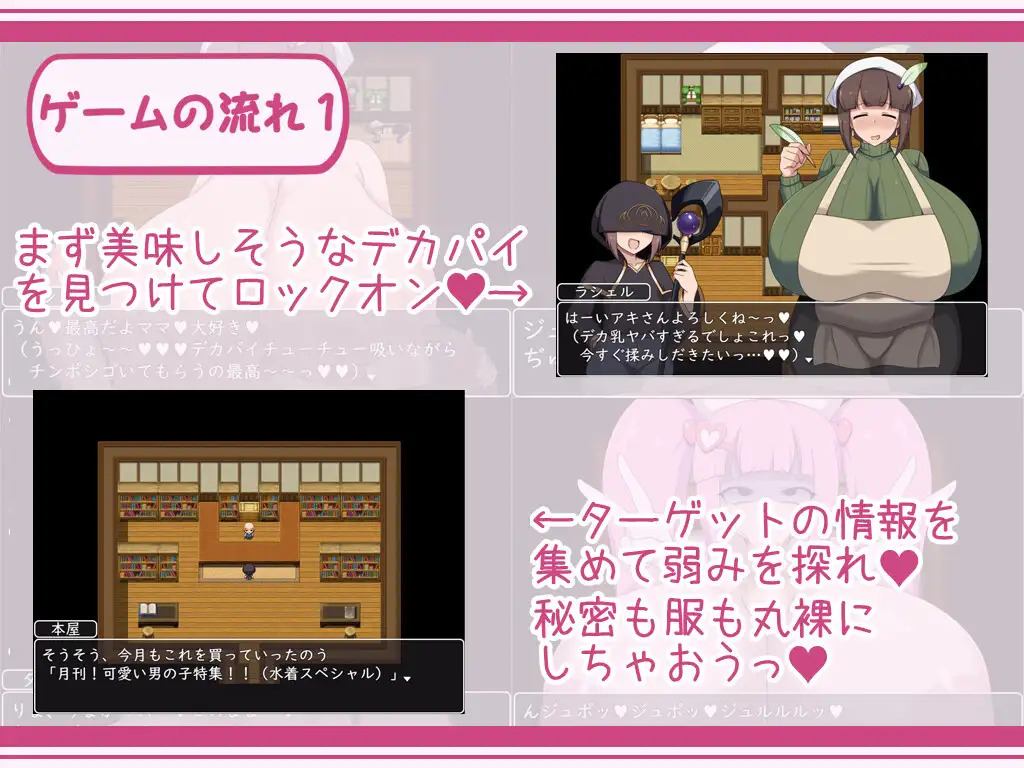 ゲームの流れ1
まず美味しそうなデカパイ
を見つけてロックオン♥→
ラシェル
はーいアキさんよろしくね~っ♥
(デカ乳ヤバすぎるでしょこれっ♥
今すぐ揉みしだきたいっ…♥♥)
うん♥最高だよママ♥大好き♥
(うっひょ~~♥♥♥デカパイチューチュー吸いながら
チンポシゴいてもらうの最高~~っ♥♥)
本屋
そうそう、今月もこれを買っていったのう
「月刊!可愛い男の子特集!!(水着スペシャル)」
←ターゲットの情報を
集めて弱みを探れ♥
秘密も服も丸裸に
しちゃおうっ♥
んジュポッ♥ジュポッ♥ジュルルルッ♥